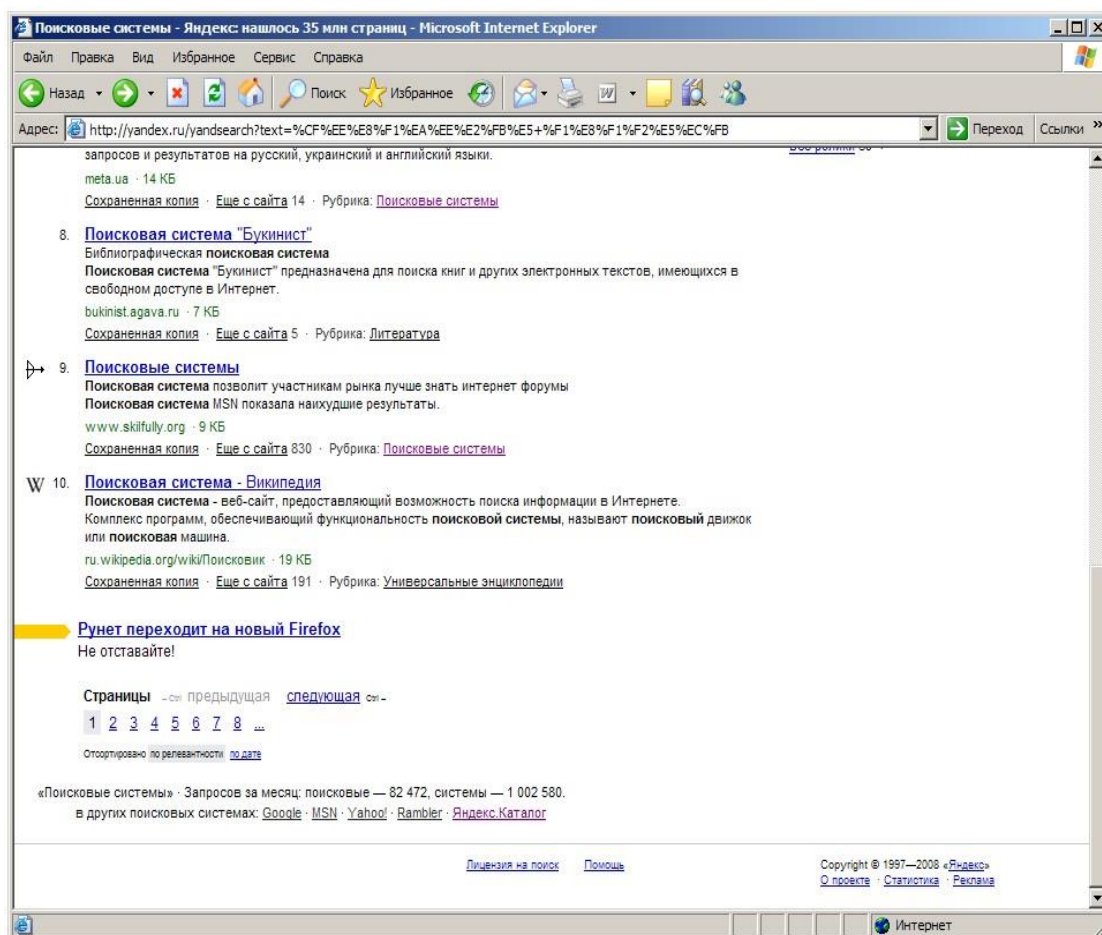 Поисковые системы - Яндекс: нашлось 35 млн страниц - Microsoft Internet Explorer
Файл Правка Вид Избранное Сервис Справка
Назад Поиск Избранное
Адрес: http://yandex.ru/yandsearch?text=%CF%EE%E8%F1%EA%EE%E2%FB%E5+%F1%E8%F1%F2%E5%EC%FB Переход Ссылки »
запросов и результатов на русский, украинский и английский языки.
meta.ua · 14 КБ
Сохраненная копия · Еще с сайта 14 · Рубрика: Поисковые системы
8. Поисковая система "Букинист"
Библиографическая поисковая система
Поисковая система "Букинист" предназначена для поиска книг и других электронных текстов, имеющихся в
свободном доступе в Интернет.
bukinist.agava.ru · 7 КБ
Сохраненная копия · Еще с сайта 5 · Рубрика: Литература
9. Поисковые системы
Поисковая система позволит участникам рынка лучше знать интернет форумы
Поисковая система MSN показала наихудшие результаты.
www.skilfully.org · 9 КБ
Сохраненная копия · Еще с сайта 830 · Рубрика: Поисковые системы
W 10. Поисковая система - Википедия
Поисковая система - веб-сайт, предоставляющий возможность поиска информации в Интернете.
Комплекс программ, обеспечивающий функциональность поисковой системы, называют поисковый движок
или поисковая машина.
ru.wikipedia.org/wiki/Поисковик · 19 КБ
Сохраненная копия · Еще с сайта 191 · Рубрика: Универсальные энциклопедии
Рунет переходит на новый Firefox
Не отставайте!
Страницы ←Ctrl предыдущая следующая Ctrl→
1 2 3 4 5 6 7 8 ...
Отсортировано по релевантности по дате
«Поисковые системы» · Запросов за месяц: поисковые — 82 472, системы — 1 002 580.
в других поисковых системах: Google · MSN · Yahoo! · Rambler · Яндекс.Каталог
Лицензия на поиск Помощь Copyright © 1997—2008 «Яндекс»
О проекте · Статистика · Реклама
Интернет